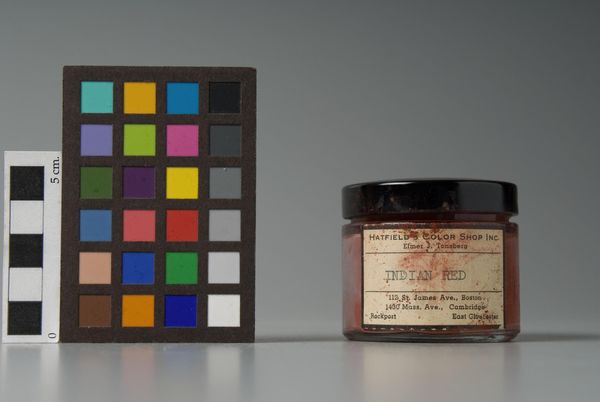 5 cm.
0
HATFIELD'S COLOR SHOP INC.
Elmer J. Tonsberg
INDIAN RED
112 St. James Ave., Boston
1430 Mass. Ave., Cambridge
Rockport East Gloucester